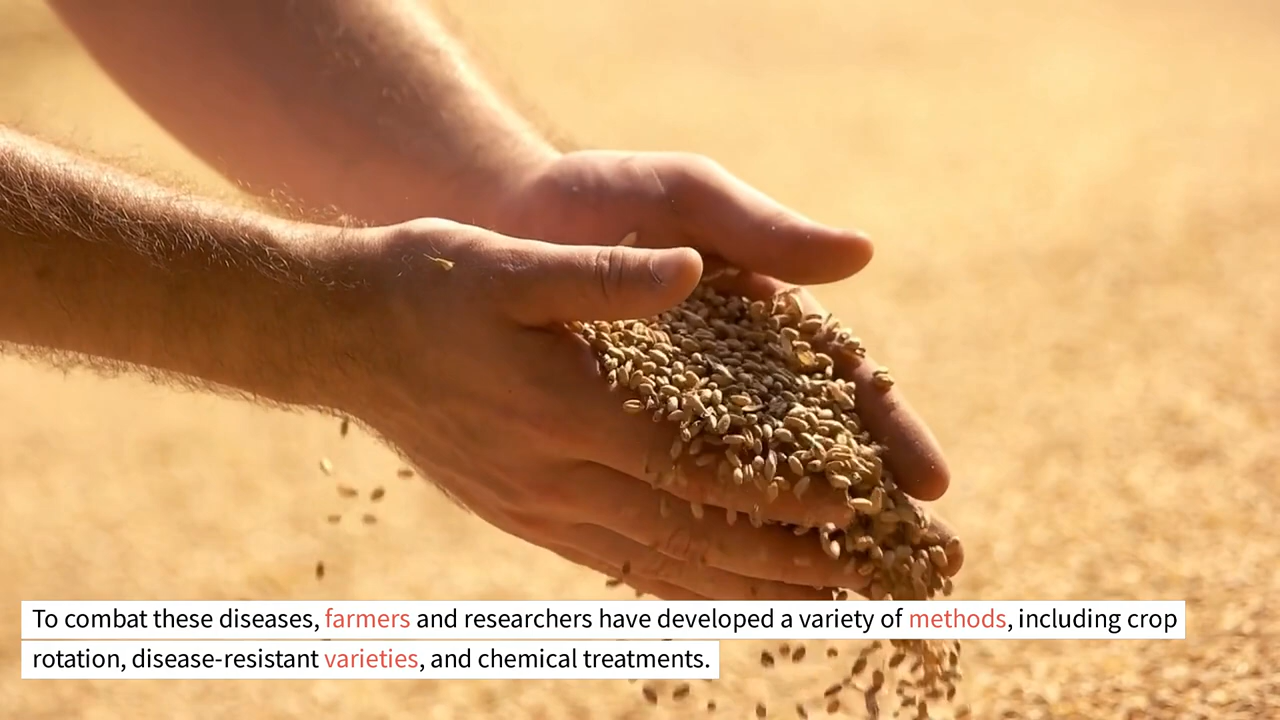 To combat these diseases, farmers and researchers have developed a variety of methods, including crop
rotation, disease-resistant varieties, and chemical treatments.